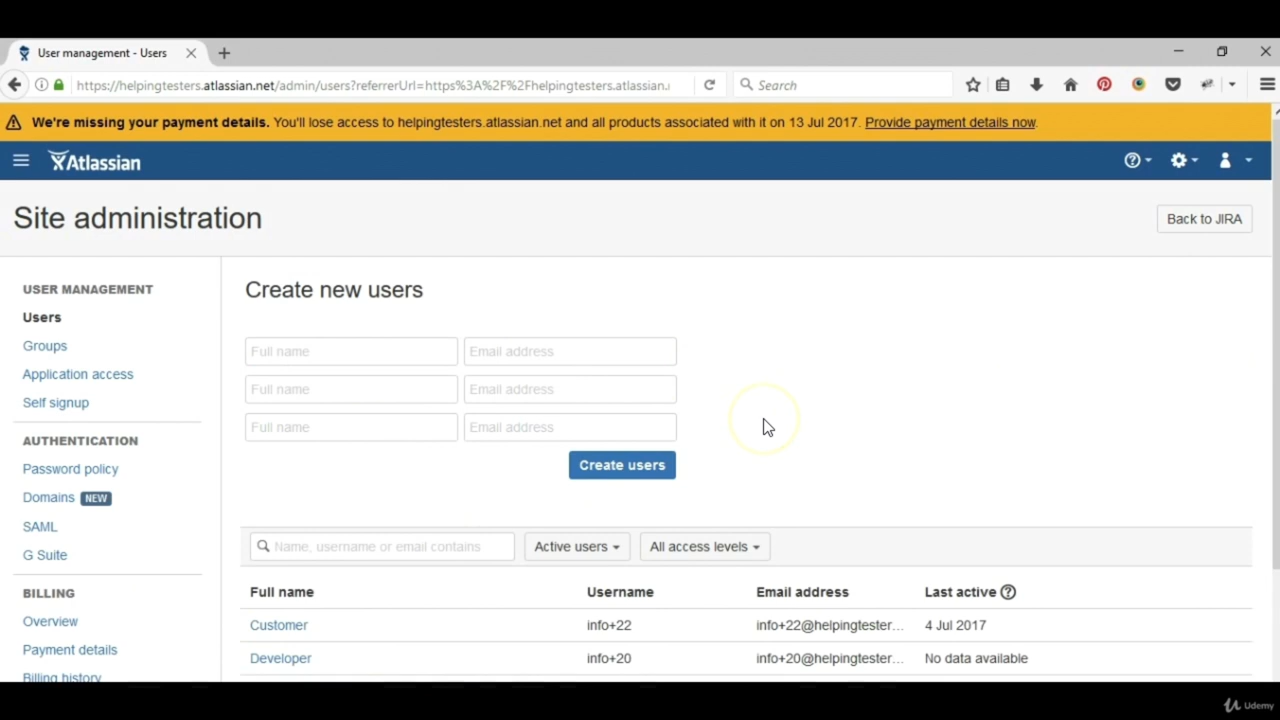 User management - Users
https://helpingtesters.atlassian.net/admin/users?referrerUrl=https%3A%2F%2Fhelpingtesters.atlassian.
Search
We're missing your payment details. You'll lose access to helpingtesters.atlassian.net and all products associated with it on 13 Jul 2017. Provide payment details now.
Atlassian
Site administration
Back to JIRA
USER MANAGEMENT
Users
Groups
Application access
Self signup
AUTHENTICATION
Password policy
Domains NEW
SAML
G Suite
BILLING
Overview
Payment details
Billing history
Create new users
Full name Email address
Full name Email address
Full name Email address
Create users
Name, username or email contains Active users All access levels
Full name Username Email address Last active
Customer info+22 info+22@helpingtester... 4 Jul 2017
Developer info+20 info+20@helpingtester... No data available
Udemy